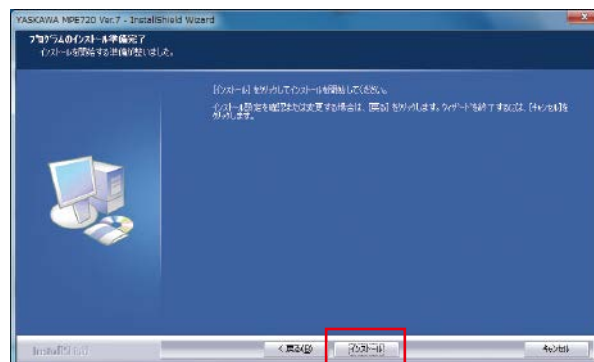 YASKAWA MPE720 Ver.7 - InstallShield Wizard
プログラムのインストール準備完了
インストールを開始する準備が整いました。
[インストール] をクリックしてインストールを開始してください。
インストール設定を確認または変更する場合は、[戻る] をクリックします。ウィザードを終了するには、[キャンセル]を
クリックします。
InstallShield
< 戻る(B)
インストール
キャンセル